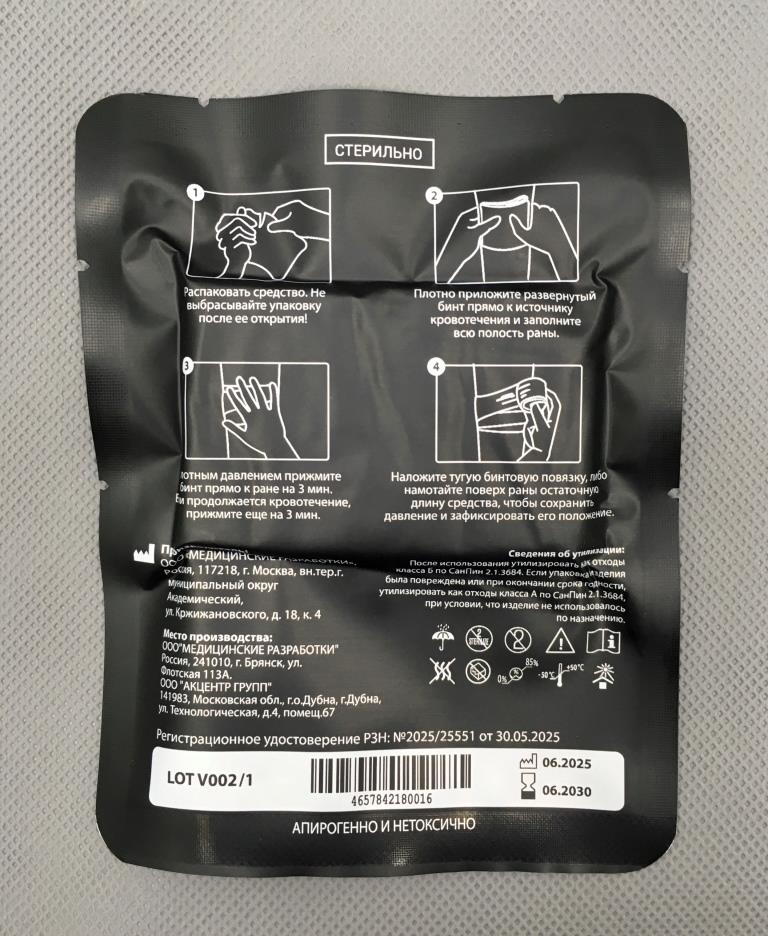 СТЕРИЛЬНО
1
Распаковать средство. Не
выбрасывайте упаковку
после ее открытия!
2
Плотно приложите развернутый
бинт прямо к источнику
кровотечения и заполните
всю полость раны.
3
лотным давлением прижмите
бинт прямо к ране на 3 мин.
и продолжается кровотечение,
прижмите еще на 3 мин.
4
Наложите тугую бинтовую повязку, либо
намотайте поверх раны остаточную
длину средства, чтобы сохранить
давление и зафиксировать его положение.
ООО "МЕДИЦИНСКИЕ РАЗРАБОТКИ",
Россия, 117218, г. Москва, вн.тер.г.
муниципальный округ
Академический,
ул. Кржижановского, д. 18, к. 4
Место производства:
ООО"МЕДИЦИНСКИЕ РАЗРАБОТКИ"
Россия, 241010, г. Брянск, ул.
Флотская 113А.
ООО "АКЦЕНТ ГРУПП"
141983, Московская обл., г.о.Дубна, г.Дубна,
ул. Технологическая, д.4, помещ.67
Сведения об утилизации:
После использования утилизировать как отходы
класса Б по СанПин 2.1.3684. Если упаковка изделия
была повреждена или при окончании срока годности,
утилизировать как отходы класса А по СанПин 2.1.3684,
при условии, что изделие не использовалось
по назначению.
2
STERILIZE
2
i
0%
85%
-50°C
+50°C
Регистрационное удостоверение РЗН: №2025/25551 от 30.05.2025
LOT V002/1
4657842180016
06.2025
06.2030
АПИРОГЕННО И НЕТОКСИЧНО